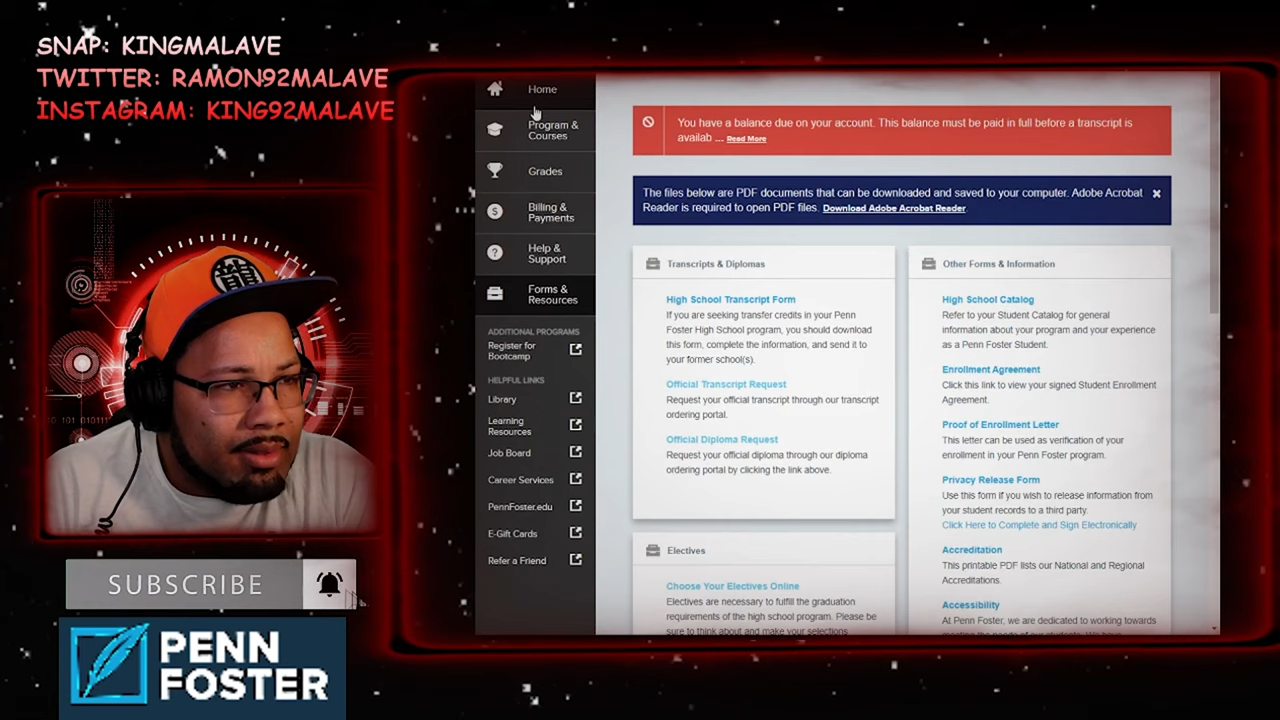 SNAP: KINGMALAVE
TWITTER: RAMON92MALAVE
INSTAGRAM: KING92MALAVE
Home
Program &
Courses
Grades
Billing &
Payments
Help &
Support
Forms &
Resources
ADDITIONAL PROGRAMS
Register for
Bootcamp
HELPFUL LINKS
Library
Learning
Resources
Job Board
Career Services
PennFoster.edu
E-Gift Cards
Refer a Friend
You have a balance due on your account. This balance must be paid in full before a transcript is
availab ... Read More
The files below are PDF documents that can be downloaded and saved to your computer. Adobe Acrobat
Reader is required to open PDF files. Download Adobe Acrobat Reader.
Transcripts & Diplomas
High School Transcript Form
If you are seeking transfer credits in your Penn
Foster High School program, you should download
this form, complete the information, and send it to
your former school(s).
Official Transcript Request
Request your official transcript through our transcript
ordering portal.
Official Diploma Request
Request your official diploma through our diploma
ordering portal by clicking the link above.
Electives
Choose Your Electives Online
Electives are necessary to fulfill the graduation
requirements of the high school program. Please be
sure to think about and make your selections
Other Forms & Information
High School Catalog
Refer to your Student Catalog for general
information about your program and your experience
as a Penn Foster Student.
Enrollment Agreement
Click this link to view your signed Student Enrollment
Agreement.
Proof of Enrollment Letter
This letter can be used as verification of your
enrollment in your Penn Foster program.
Privacy Release Form
Use this form if you wish to release information from
your student records to a third party.
Click Here to Complete and Sign Electronically
Accreditation
This printable PDF lists our National and Regional
Accreditations.
Accessibility
At Penn Foster, we are dedicated to working towards
SUBSCRIBE
PENN
FOSTER